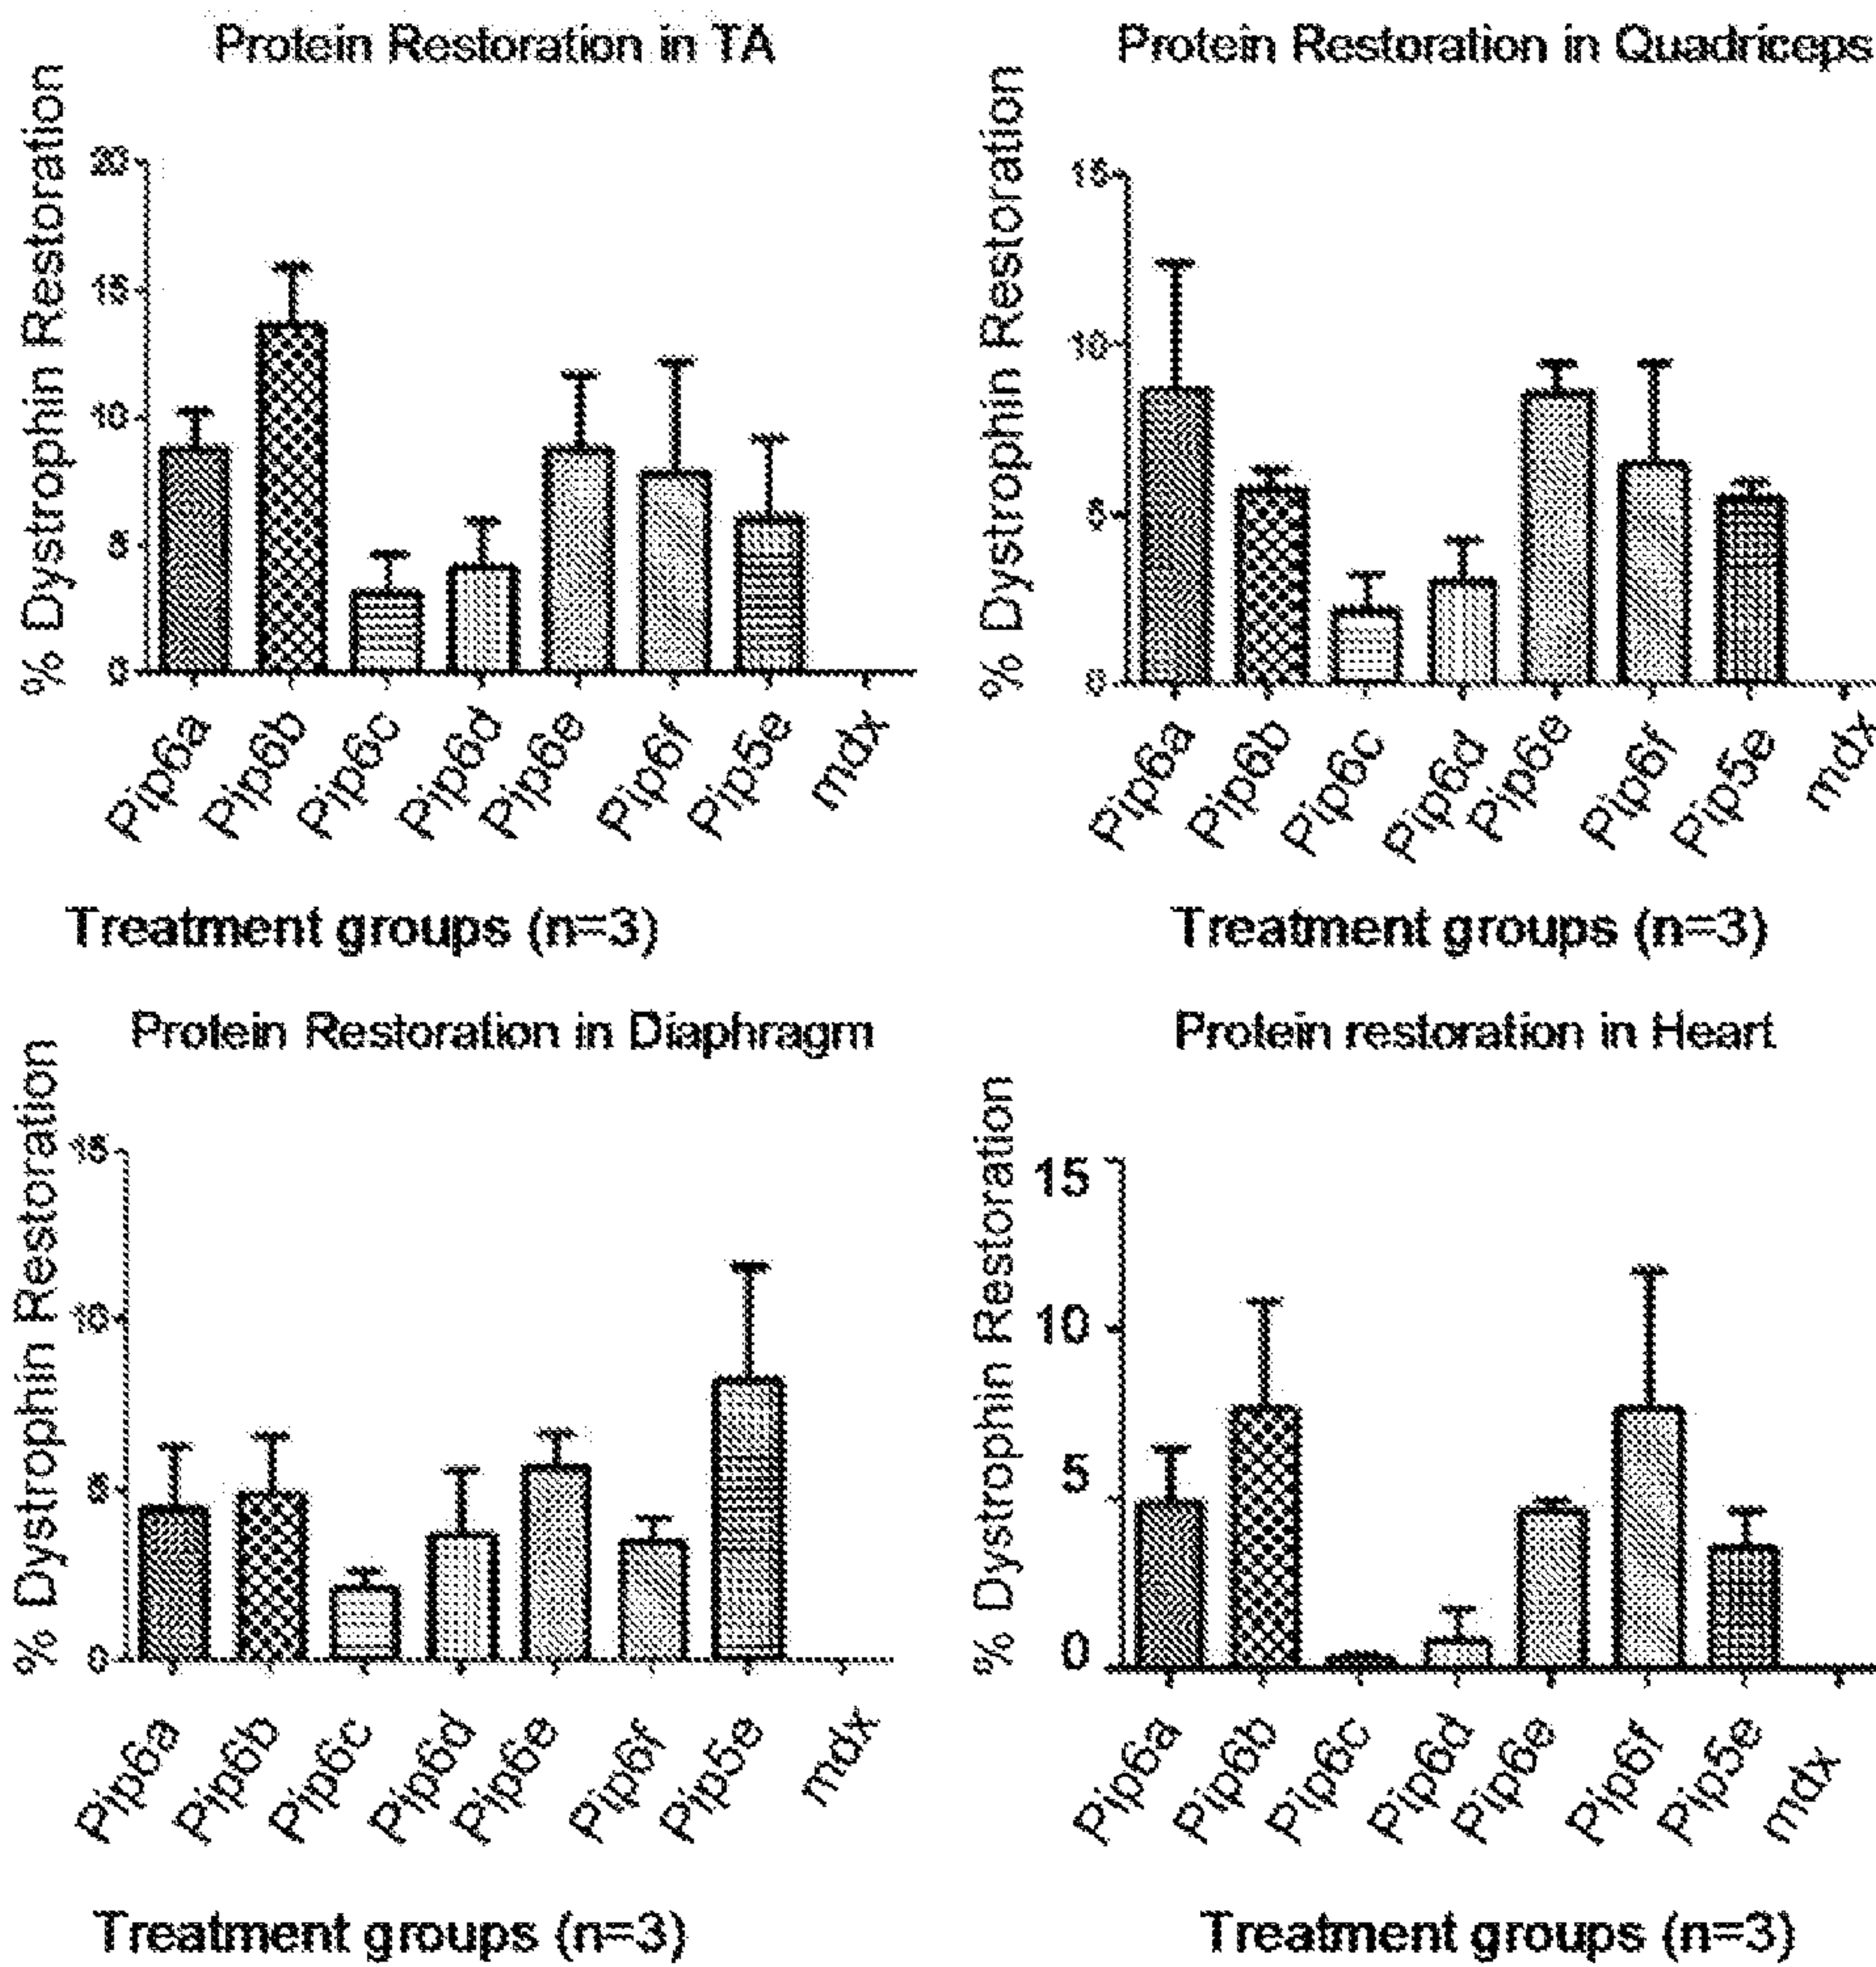 Protein Restoration in TA
% Dystrophin Restoration
20
15
10
5
0
Pip6a
Pip6b
Pip6c
Pip6d
Pip6e
Pip6f
Pip5e
mdx
Treatment groups (n=3)
Protein Restoration in Quadriceps
% Dystrophin Restoration
15
10
5
0
Pip6a
Pip6b
Pip6c
Pip6d
Pip6e
Pip6f
Pip5e
mdx
Treatment groups (n=3)
Protein Restoration in Diaphragm
% Dystrophin Restoration
15
10
5
0
Pip6a
Pip6b
Pip6c
Pip6d
Pip6e
Pip6f
Pip5e
mdx
Treatment groups (n=3)
Protein restoration in Heart
% Dystrophin Restoration
15
10
5
0
Pip6a
Pip6b
Pip6c
Pip6d
Pip6e
Pip6f
Pip5e
mdx
Treatment groups (n=3)